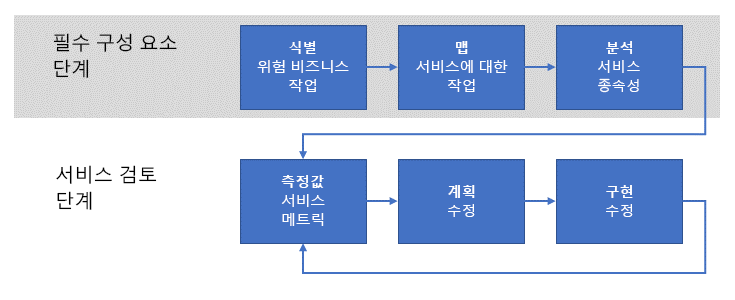 필수 구성 요소
단계
식별
위험 비즈니스
작업
맵
서비스에 대한
작업
분석
서비스
종속성
서비스 검토
단계
측정값
서비스
메트릭
계획
수정
구현
수정